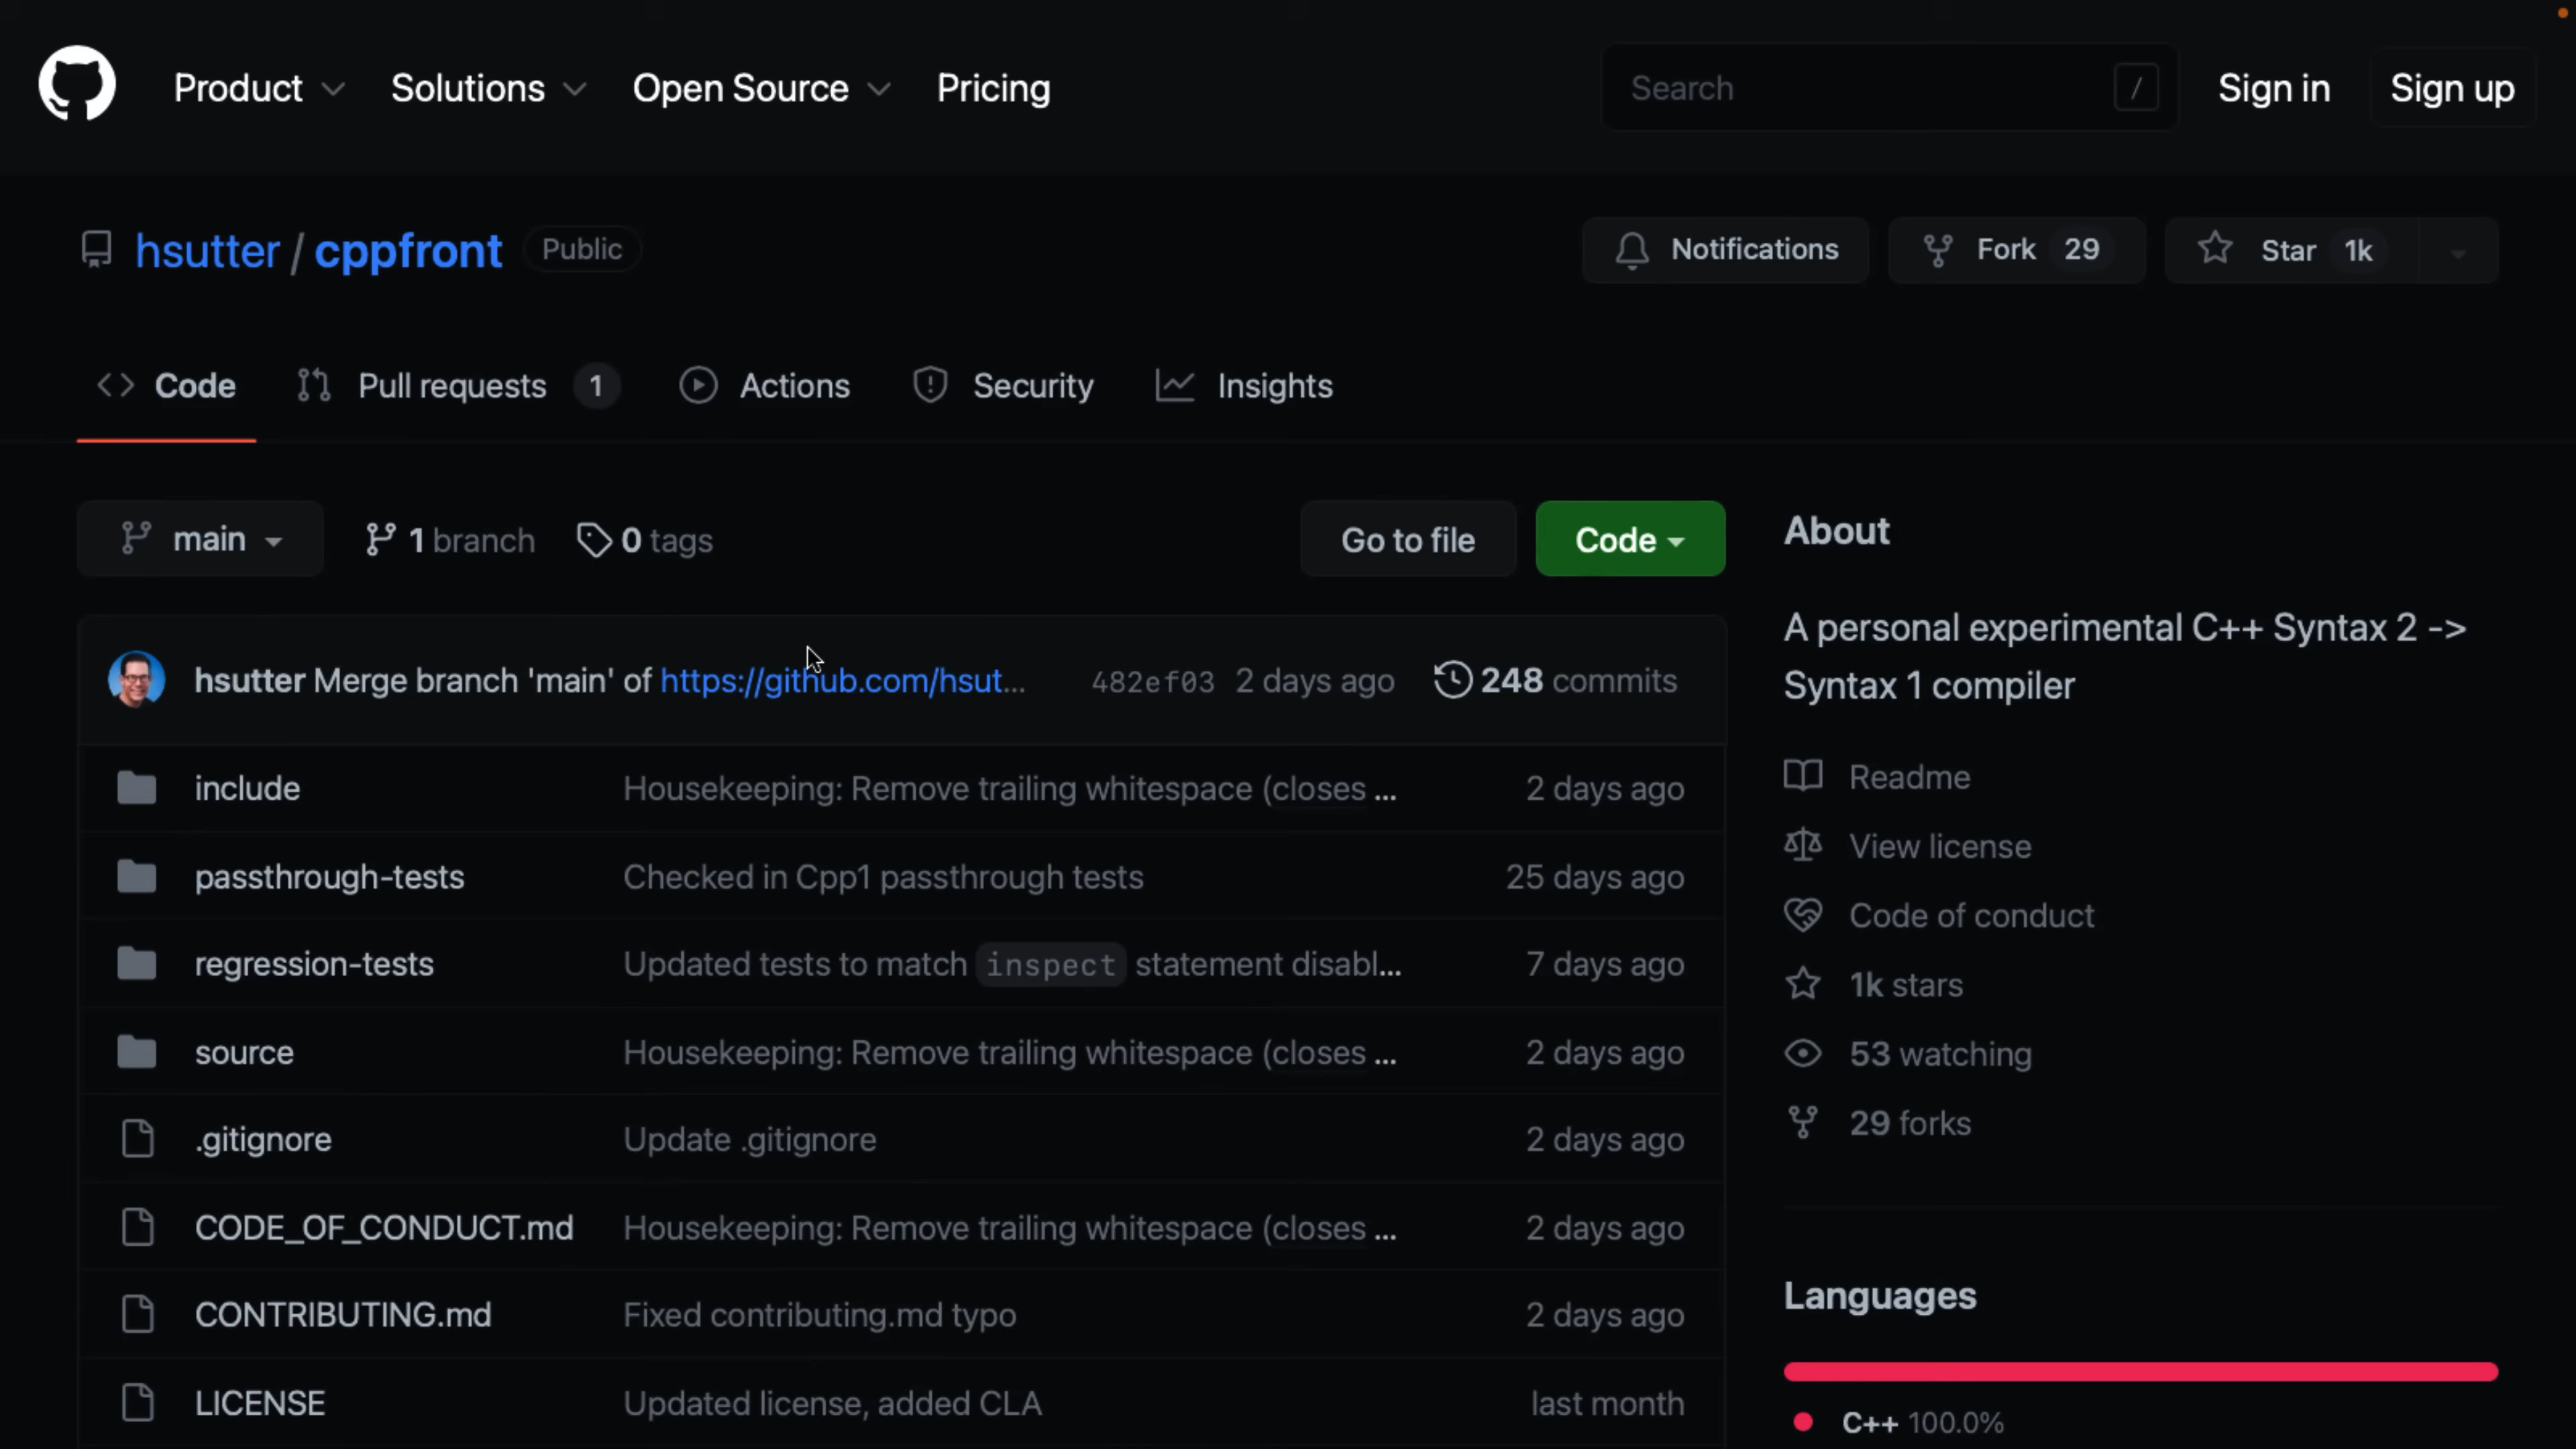 Product Solutions Open Source Pricing Search / Sign in Sign up
hsutter / cppfront Public Notifications Fork 29 Star 1k
Code Pull requests 1 Actions Security Insights
main 1 branch 0 tags Go to file Code
hsutter Merge branch 'main' of https://github.com/hsut... 482ef03 2 days ago 248 commits
include Housekeeping: Remove trailing whitespace (closes ... 2 days ago
passthrough-tests Checked in Cpp1 passthrough tests 25 days ago
regression-tests Updated tests to match inspect statement disabl... 7 days ago
source Housekeeping: Remove trailing whitespace (closes ... 2 days ago
.gitignore Update .gitignore 2 days ago
CODE_OF_CONDUCT.md Housekeeping: Remove trailing whitespace (closes ... 2 days ago
CONTRIBUTING.md Fixed contributing.md typo 2 days ago
LICENSE Updated license, added CLA last month
About
A personal experimental C++ Syntax 2 ->
Syntax 1 compiler
Readme
View license
Code of conduct
1k stars
53 watching
29 forks
Languages
C++ 100.0%